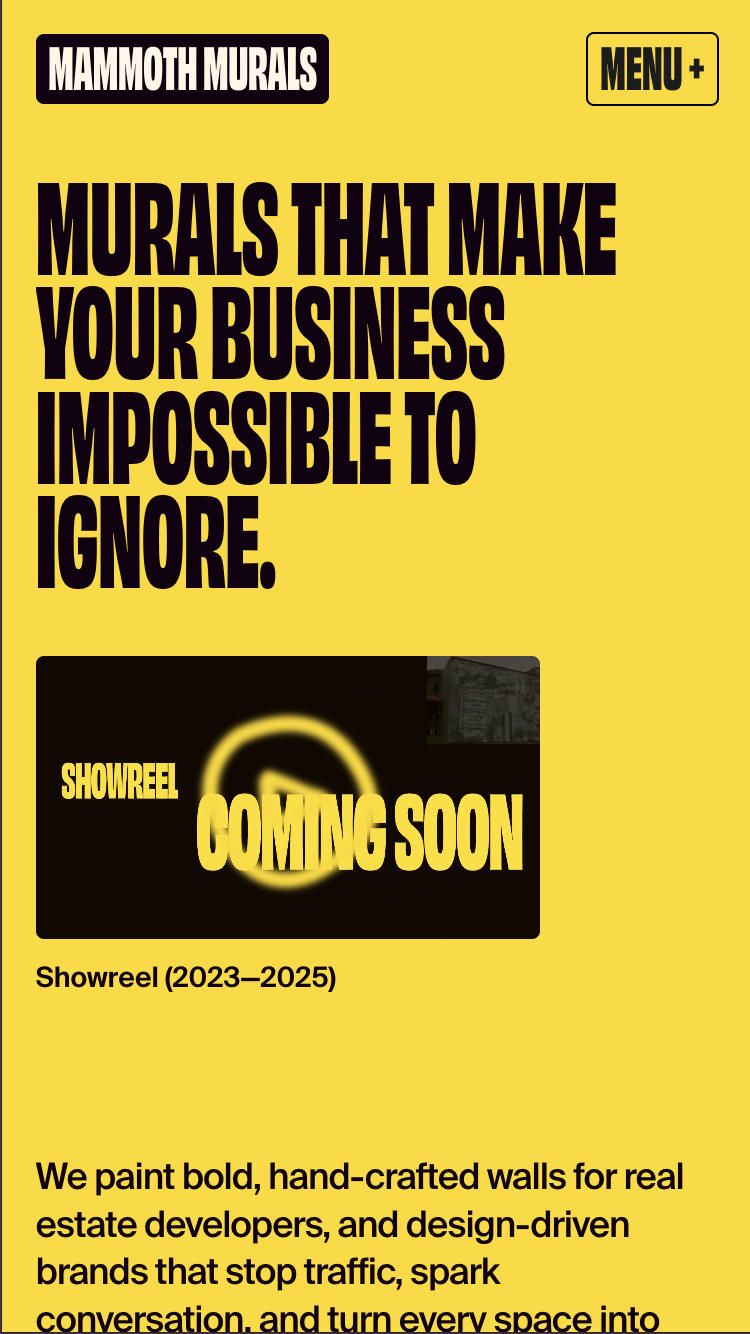 MAMMOTH MURALS
MENU +
MURALS THAT MAKE
YOUR BUSINESS
IMPOSSIBLE TO
IGNORE.
SHOWREEL
COMING SOON
Showreel (2023—2025)
We paint bold, hand-crafted walls for real
estate developers, and design-driven
brands that stop traffic, spark
conversation, and turn every space into